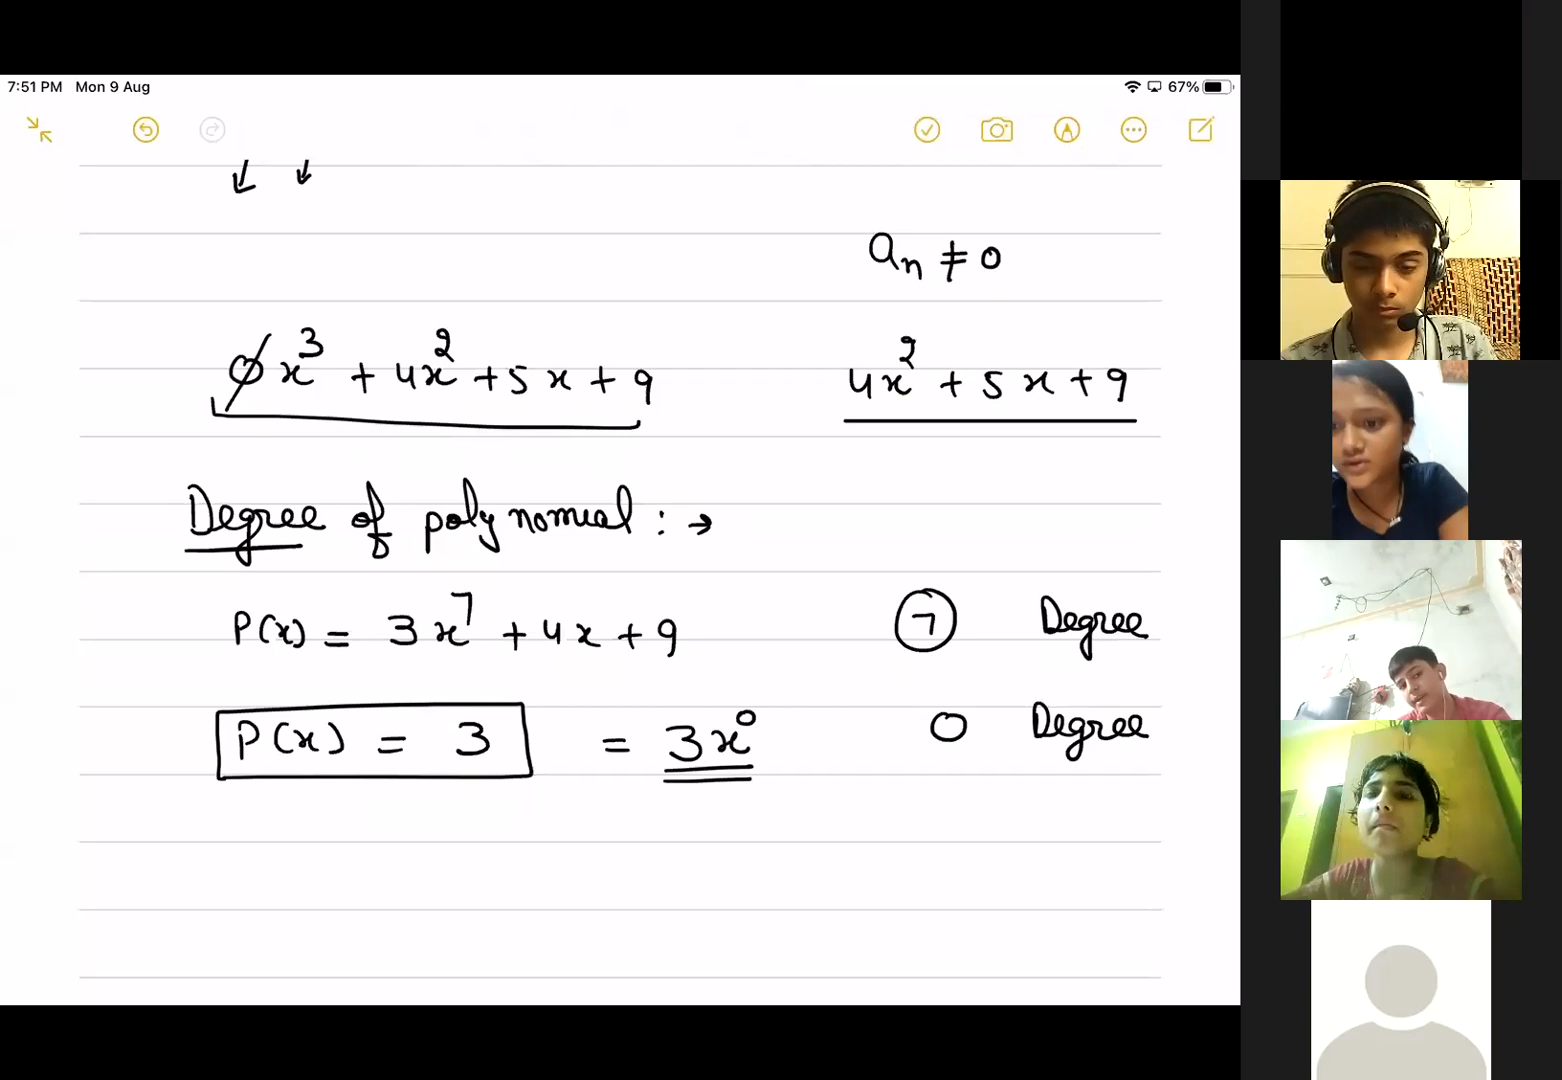 7:51 PM Mon 9 Aug 67%
aₙ ≠ 0
0x³ + 4x² + 5x + 9 4x² + 5x + 9
Degree of polynomial : →
P(x) = 3x⁷ + 4x + 9 7 Degree
P(x) = 3 = 3x⁰ 0 Degree